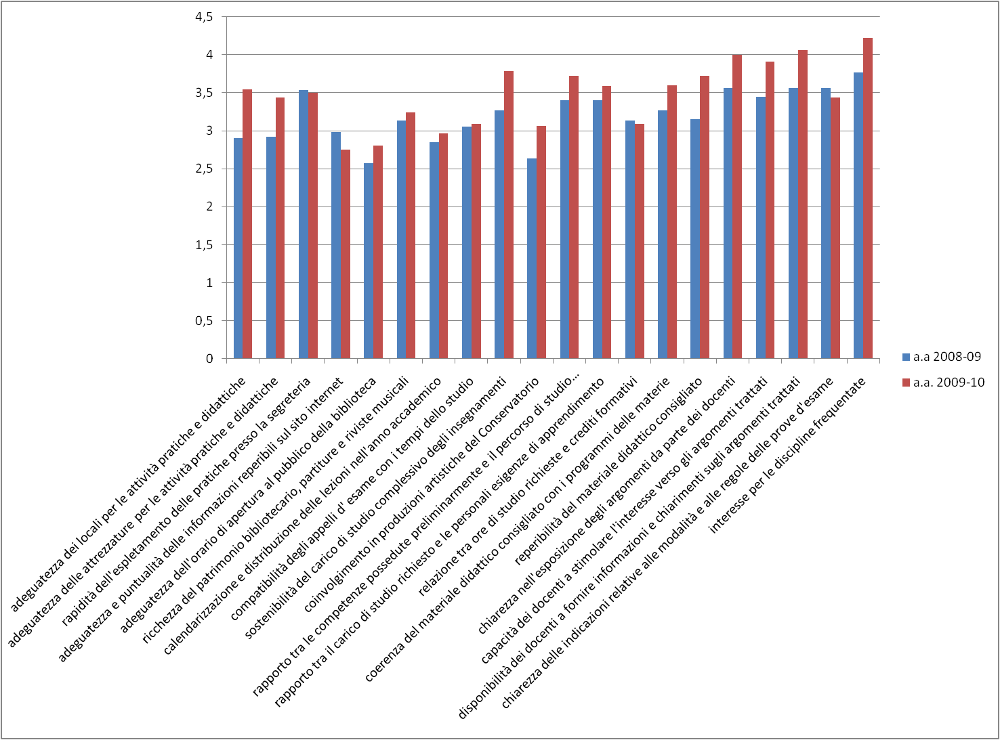 4,5
4
3,5
3
2,5
2
1,5
1
0,5
0
a.a 2008-09
a.a. 2009-10
adeguatezza dei locali per le attività pratiche e didattiche
adeguatezza delle attrezzature per le attività pratiche e didattiche
rapidità dell'espletamento delle pratiche presso la segreteria
adeguatezza e puntualità delle informazioni reperibili sul sito internet
adeguatezza dell'orario di apertura al pubblico della biblioteca
ricchezza del patrimonio bibliotecario, partiture e riviste musicali
calendarizzazione e distribuzione delle lezioni nell'anno accademico
compatibilità degli appelli d' esame con i tempi dello studio
sostenibilità del carico di studio complessivo degli insegnamenti
coinvolgimento in produzioni artistiche del Conservatorio
rapporto tra le competenze possedute preliminarmente e il percorso di studio...
rapporto tra il carico di studio richiesto e le personali esigenze di apprendimento
relazione tra ore di studio richieste e crediti formativi
coerenza del materiale didattico consigliato con i programmi delle materie
reperibilità del materiale didattico consigliato
chiarezza nell'esposizione degli argomenti da parte dei docenti
capacità dei docenti a stimolare l'interesse verso gli argomenti trattati
disponibilità dei docenti a fornire informazioni e chiarimenti sugli argomenti trattati
chiarezza delle indicazioni relative alle modalità e alle regole delle prove d'esame
interesse per le discipline frequentate